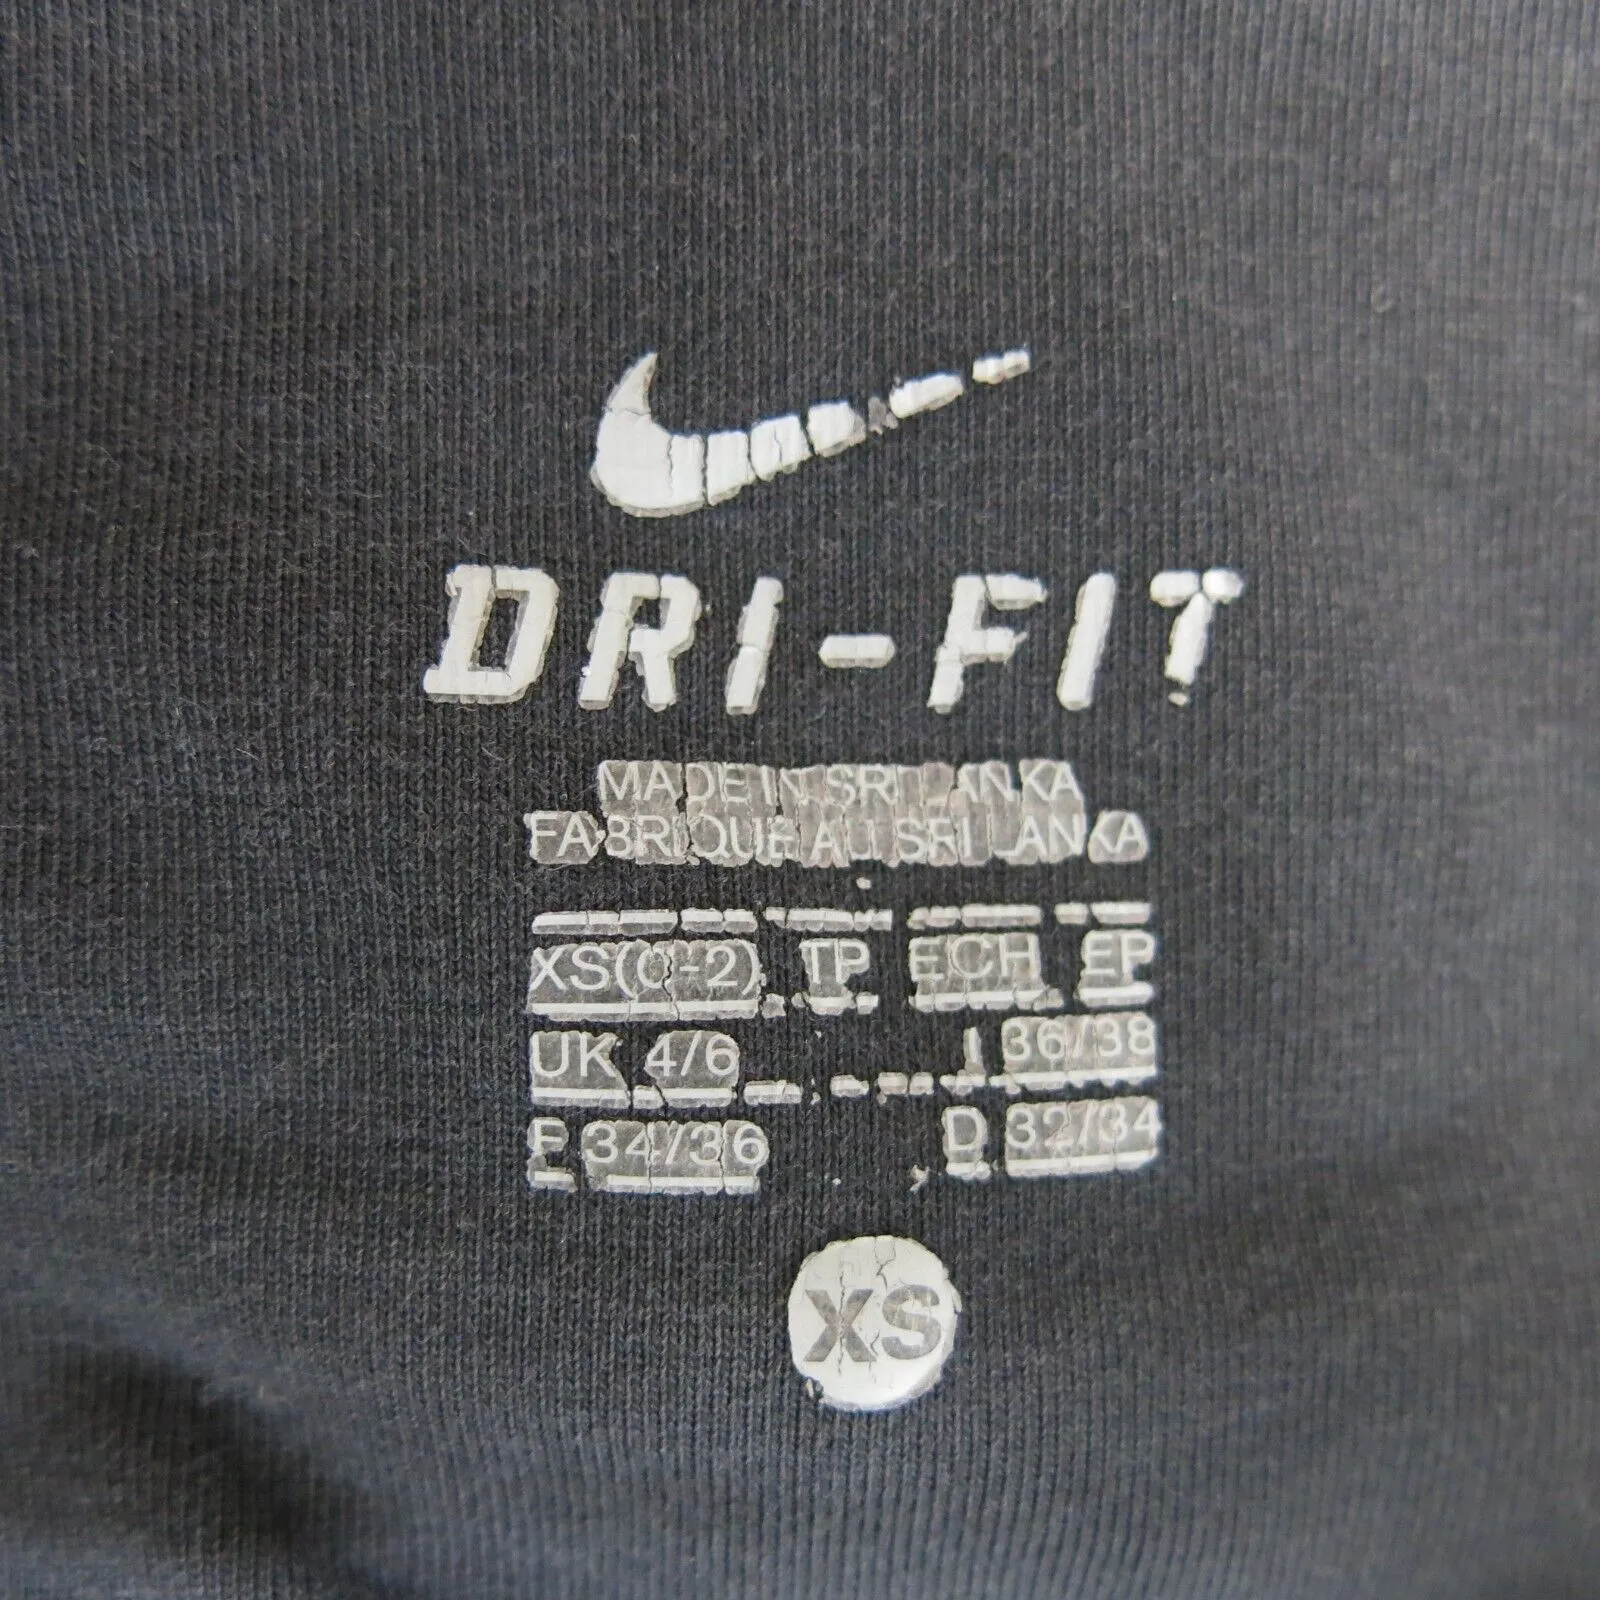 DRI-FIT
MADE IN SRI LANKA
FABRIQUE AU SRI LANKA
XS(0-2) TP ECH EP
UK 4/6 I 36/38
F 34/36 D 32/34
XS